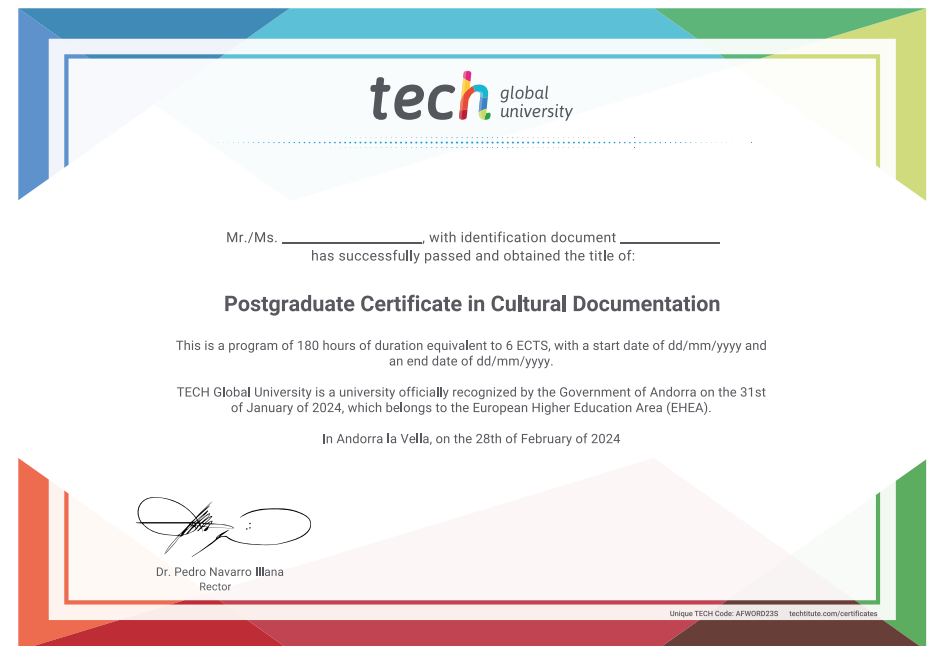 tech global university
Mr./Ms. ____________, with identification document ____________
has successfully passed and obtained the title of:
Postgraduate Certificate in Cultural Documentation
This is a program of 180 hours of duration equivalent to 6 ECTS, with a start date of dd/mm/yyyy and
an end date of dd/mm/yyyy.
TECH Global University is a university officially recognized by the Government of Andorra on the 31st
of January of 2024, which belongs to the European Higher Education Area (EHEA).
In Andorra la Vella, on the 28th of February of 2024
Dr. Pedro Navarro Illana
Rector
Unique TECH Code: AFWORD23S techtitute.com/certificates